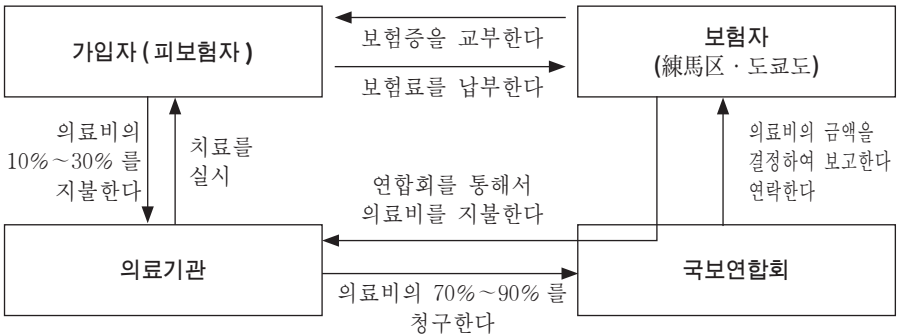 가입자 ( 피보험자 )
보험증을 교부한다
보험료를 납부한다
보험자
(練馬区 · 도쿄도)
의료비의
10%～30% 를
지불한다
치료를
실시
연합회를 통해서
의료비를 지불한다
의료비의 금액을
결정하여 보고한다
연락한다
의료기관
의료비의 70%～90% 를
청구한다
국보연합회